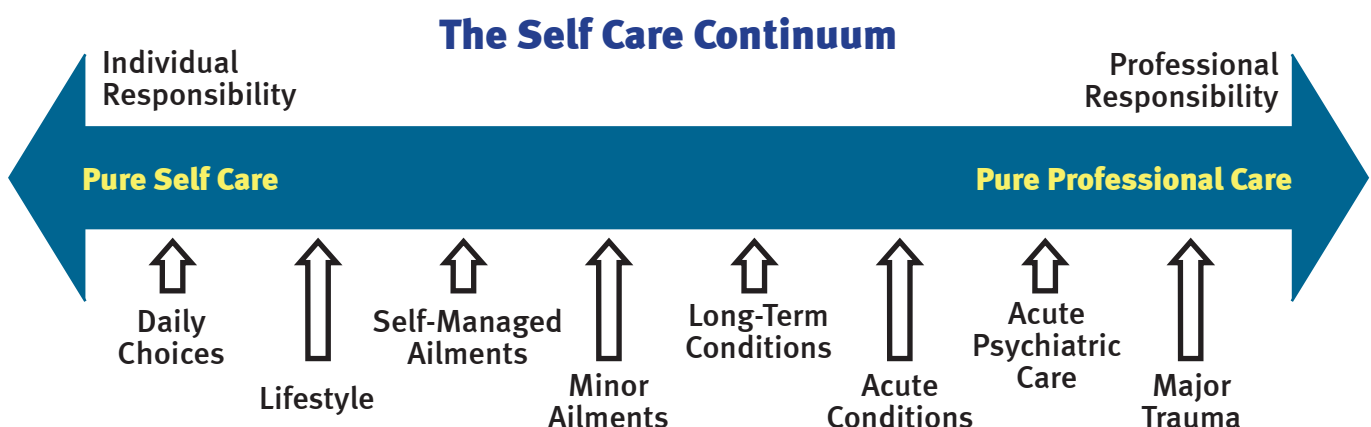 The Self Care Continuum
Individual
Responsibility
Professional
Responsibility
Pure Self Care
Pure Professional Care
Daily
Choices
Lifestyle
Self-Managed
Ailments
Minor
Ailments
Long-Term
Conditions
Acute
Conditions
Acute
Psychiatric
Care
Major
Trauma